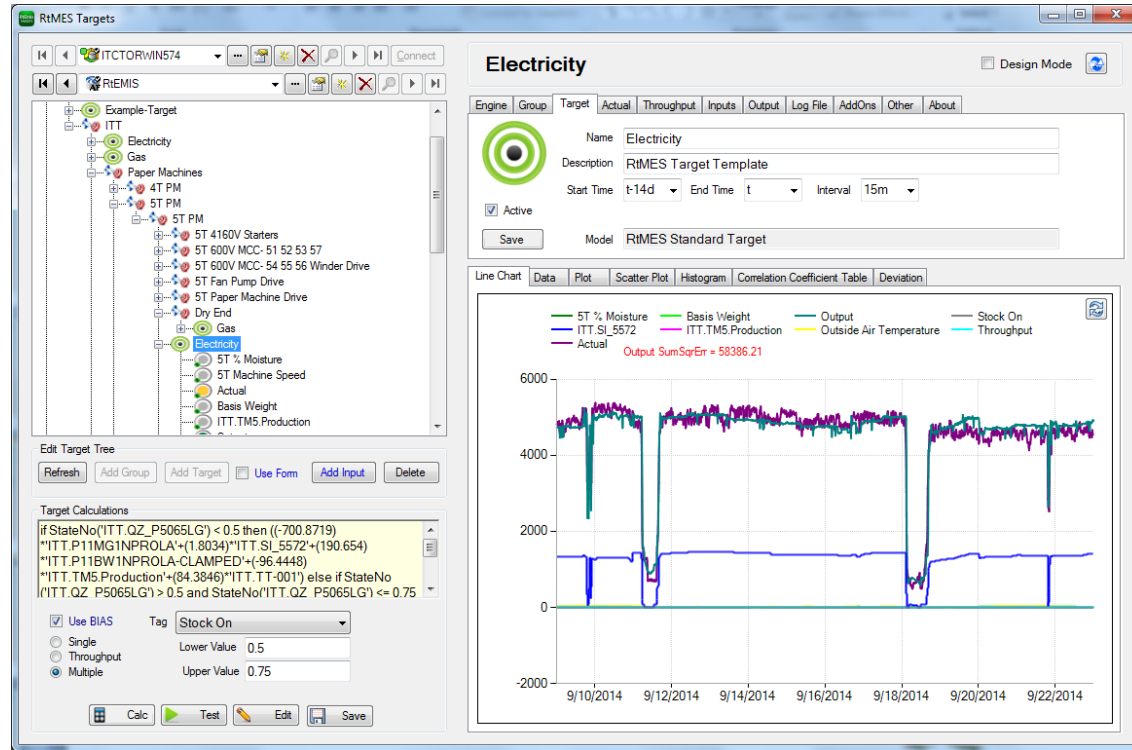 RtMES Targets
ITCTORWIN574
Connect
RtEMIS
Example-Target
ITT
Electricity
Gas
Paper Machines
4T PM
5T PM
5T PM
5T 4160V Starters
5T 600V MCC- 51 52 53 57
5T 600V MCC- 54 55 56 Winder Drive
5T Fan Pump Drive
5T Paper Machine Drive
Dry End
Gas
Electricity
5T % Moisture
5T Machine Speed
Actual
Basis Weight
ITT.TM5.Production
Edit Target Tree
Refresh Add Group Add Target Use Form Add Input Delete
Target Calculations
if StateNo('ITT.QZ_P5065LG') < 0.5 then ((-700.8719)
*'ITT.P11MG1NPROLA'+(1.8034)*'ITT.SI_5572'+(190.654)
*'ITT.P11BW1NPROLA-CLAMPED'+(-96.4448)
*'ITT.TM5.Production'+(84.3846)*'ITT.TT-001') else if StateNo
('ITT.QZ_P5065LG') > 0.5 and StateNo('ITT.QZ_P5065LG') <= 0.75
Use BIAS Tag Stock On
Single Lower Value 0.5
Throughput
Multiple Upper Value 0.75
Calc Test Edit Save
Electricity Design Mode
Engine Group Target Actual Throughput Inputs Output Log File AddOns Other About
Name Electricity
Description RtMES Target Template
Start Time t-14d End Time t Interval 15m
Active
Save Model RtMES Standard Target
Line Chart Data Plot Scatter Plot Histogram Correlation Coefficient Table Deviation
5T % Moisture Basis Weight Output Stock On
ITT.SI_5572 ITT.TM5.Production Outside Air Temperature Throughput
Actual
Output SumSqrErr = 58386.21
6000
4000
2000
0
-2000
9/10/2014 9/12/2014 9/14/2014 9/16/2014 9/18/2014 9/20/2014 9/22/2014